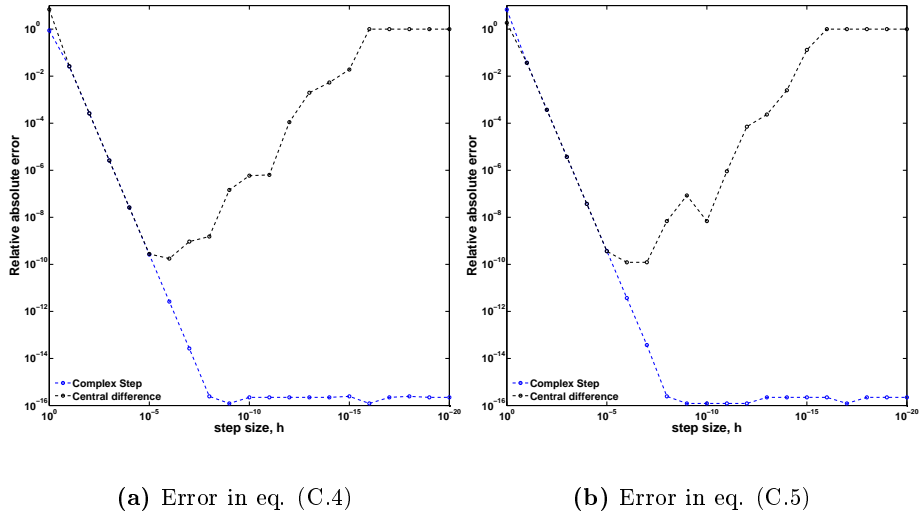 Relative absolute error
10^0
10^−2
10^−4
10^−6
10^−8
10^−10
10^−12
10^−14
10^−16
Complex Step
Central difference
10^0 10^−5 10^−10 10^−15 10^−20
step size, h
(a) Error in eq. (C.4)
Relative absolute error
10^0
10^−2
10^−4
10^−6
10^−8
10^−10
10^−12
10^−14
10^−16
Complex Step
Central difference
10^0 10^−5 10^−10 10^−15 10^−20
step size, h
(b) Error in eq. (C.5)